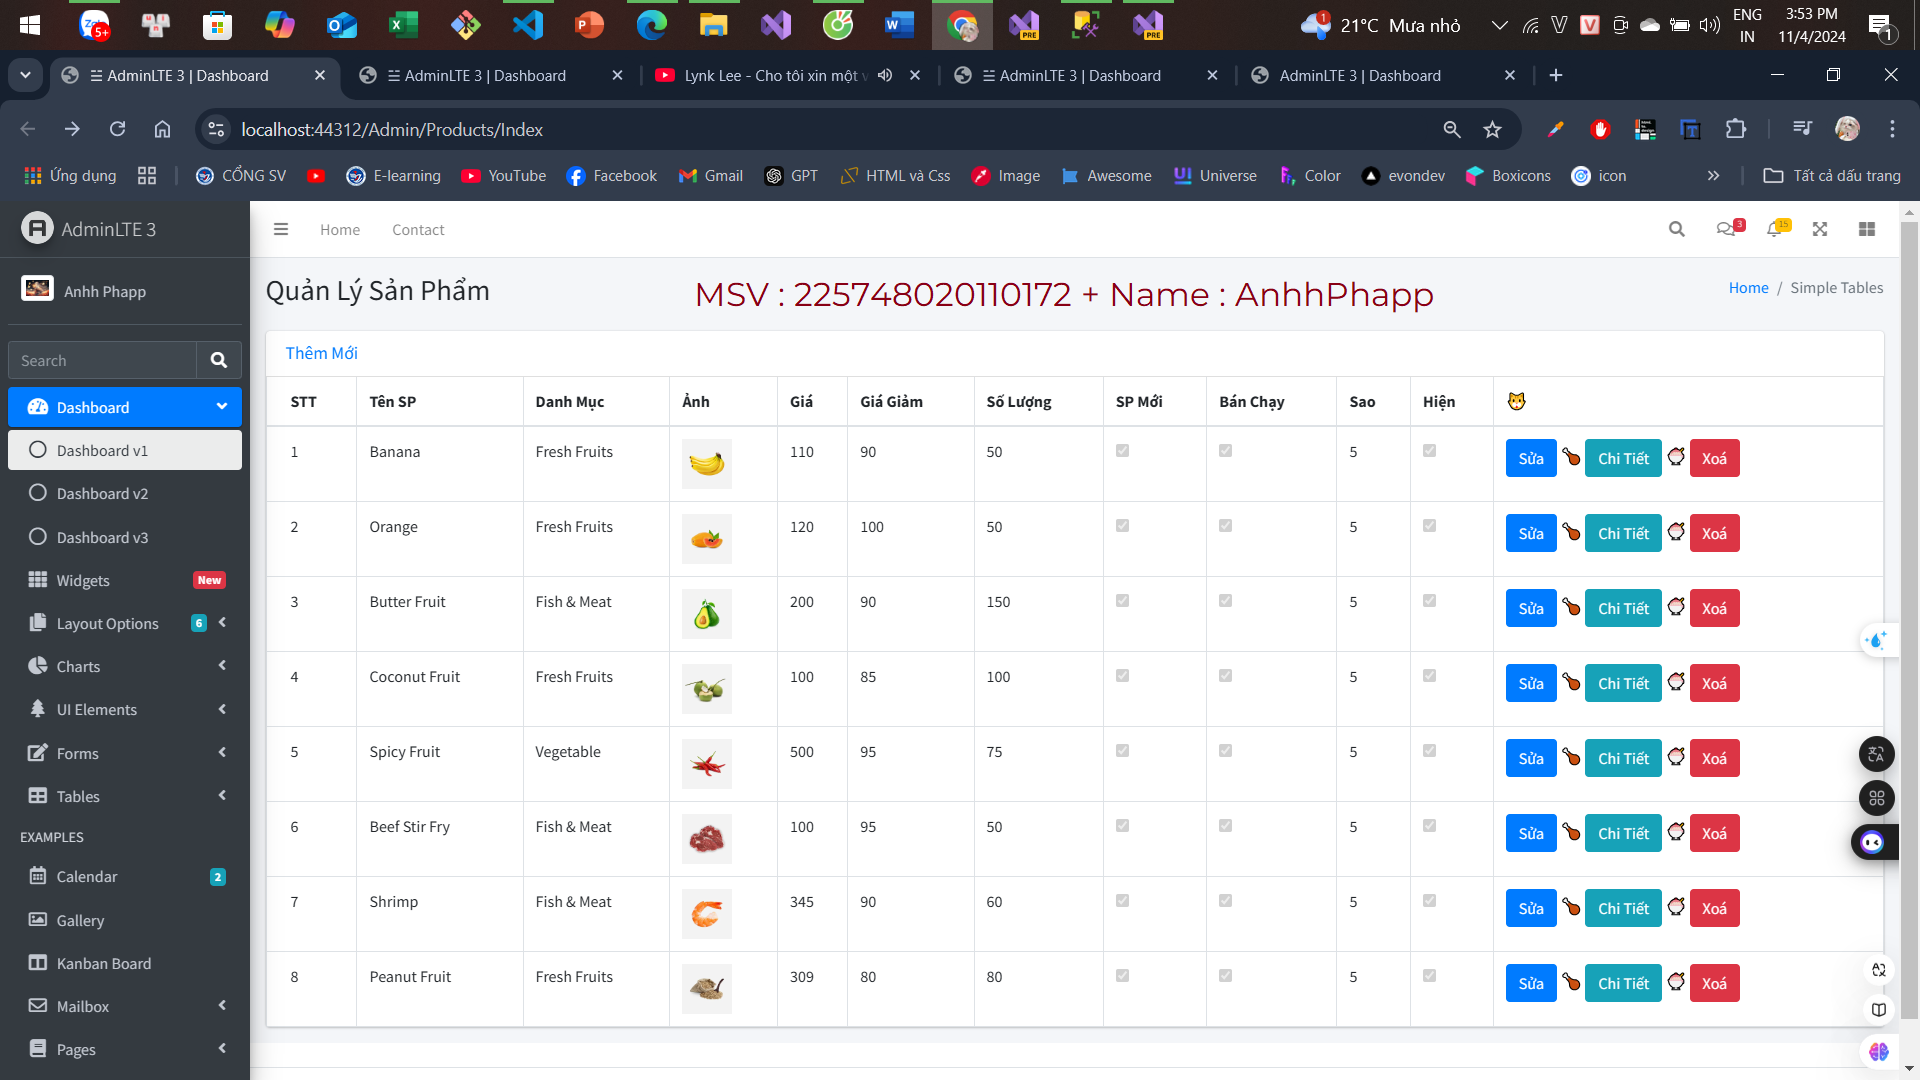 5+
21°C Mưa nhỏ
ENG
IN
3:53 PM
11/4/2024
1
☰ AdminLTE 3 | Dashboard
☰ AdminLTE 3 | Dashboard
Lynk Lee - Cho tôi xin một v
☰ AdminLTE 3 | Dashboard
AdminLTE 3 | Dashboard
localhost:44312/Admin/Products/Index
Ứng dụng
CỔNG SV
E-learning
YouTube
Facebook
Gmail
GPT
HTML và Css
Image
Awesome
Universe
Color
evondev
Boxicons
icon
Tất cả dấu trang
AdminLTE 3
Home Contact
3
15
Anhh Phapp
Quản Lý Sản Phẩm
MSV : 225748020110172 + Name : AnhhPhapp
Home / Simple Tables
Search
Dashboard
Dashboard v1
Dashboard v2
Dashboard v3
Widgets New
Layout Options 6
Charts
UI Elements
Forms
Tables
EXAMPLES
Calendar 2
Gallery
Kanban Board
Mailbox
Pages
Thêm Mới
STT Tên SP Danh Mục Ảnh Giá Giá Giảm Số Lượng SP Mới Bán Chạy Sao Hiện
1 Banana Fresh Fruits 110 90 50 5 Sửa Chi Tiết Xoá
2 Orange Fresh Fruits 120 100 50 5 Sửa Chi Tiết Xoá
3 Butter Fruit Fish & Meat 200 90 150 5 Sửa Chi Tiết Xoá
4 Coconut Fruit Fresh Fruits 100 85 100 5 Sửa Chi Tiết Xoá
5 Spicy Fruit Vegetable 500 95 75 5 Sửa Chi Tiết Xoá
6 Beef Stir Fry Fish & Meat 100 95 50 5 Sửa Chi Tiết Xoá
7 Shrimp Fish & Meat 345 90 60 5 Sửa Chi Tiết Xoá
8 Peanut Fruit Fresh Fruits 309 80 80 5 Sửa Chi Tiết Xoá